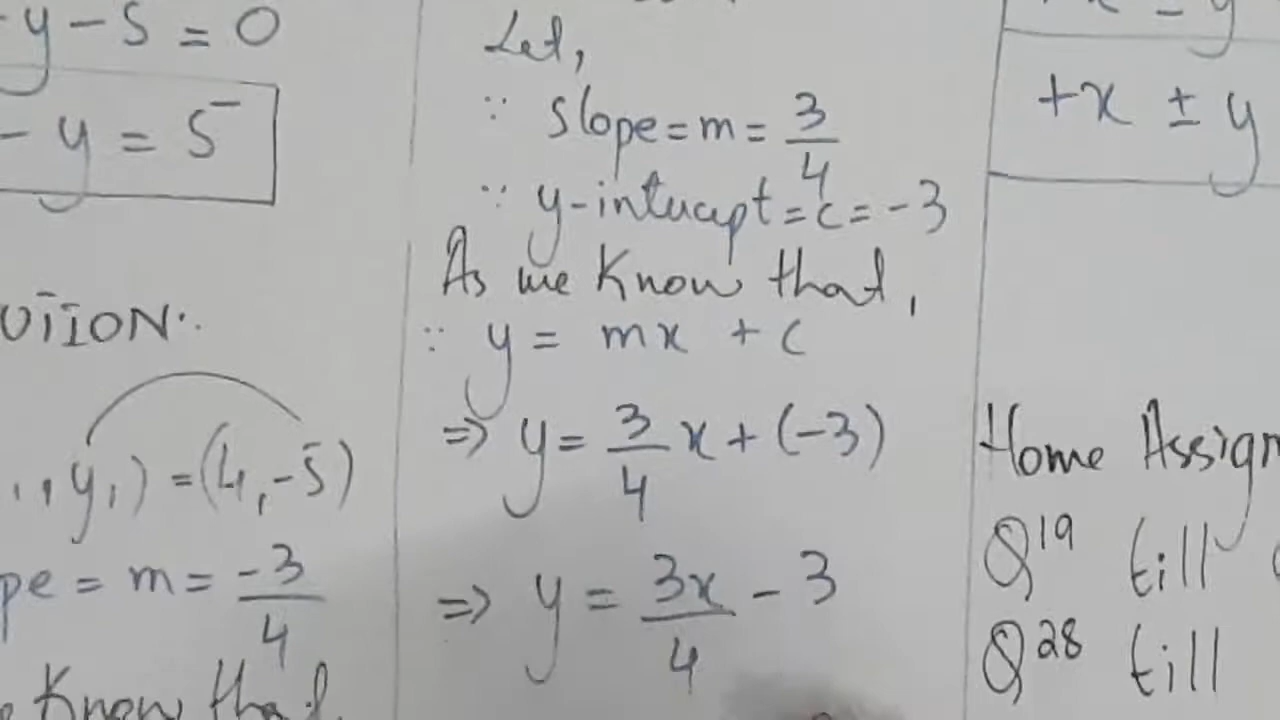 y - 5 = 0
- y = 5
UTION:.
, y₁) = (4, -5)
pe = m = -3/4
Know that,
Let,
∵ slope = m = 3/4
∵ y-intercept = c = -3
As we Know that,
∵ y = mx + c
⇒ y = 3/4 x + (-3)
⇒ y = 3x/4 - 3
+x ± y
Home Assign
Q19 till
Q28 till